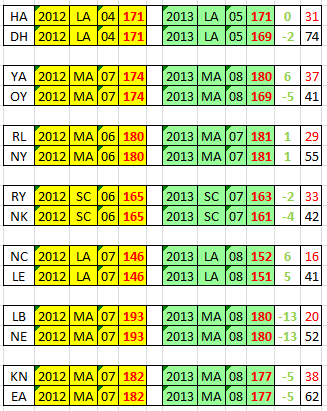 HA 2012 LA 04 171 2013 LA 05 171 0 31
DH 2012 LA 04 171 2013 LA 05 169 -2 74
YA 2012 MA 07 174 2013 MA 08 180 6 37
OY 2012 MA 07 174 2013 MA 08 169 -5 41
RL 2012 MA 06 180 2013 MA 07 181 1 29
NY 2012 MA 06 180 2013 MA 07 181 1 55
RY 2012 SC 06 165 2013 SC 07 163 -2 33
NK 2012 SC 06 165 2013 SC 07 161 -4 42
NC 2012 LA 07 146 2013 LA 08 152 6 16
LE 2012 LA 07 146 2013 LA 08 151 5 41
LB 2012 MA 07 193 2013 MA 08 180 -13 20
NE 2012 MA 07 193 2013 MA 08 180 -13 52
KN 2012 MA 07 182 2013 MA 08 177 -5 38
EA 2012 MA 07 182 2013 MA 08 177 -5 62